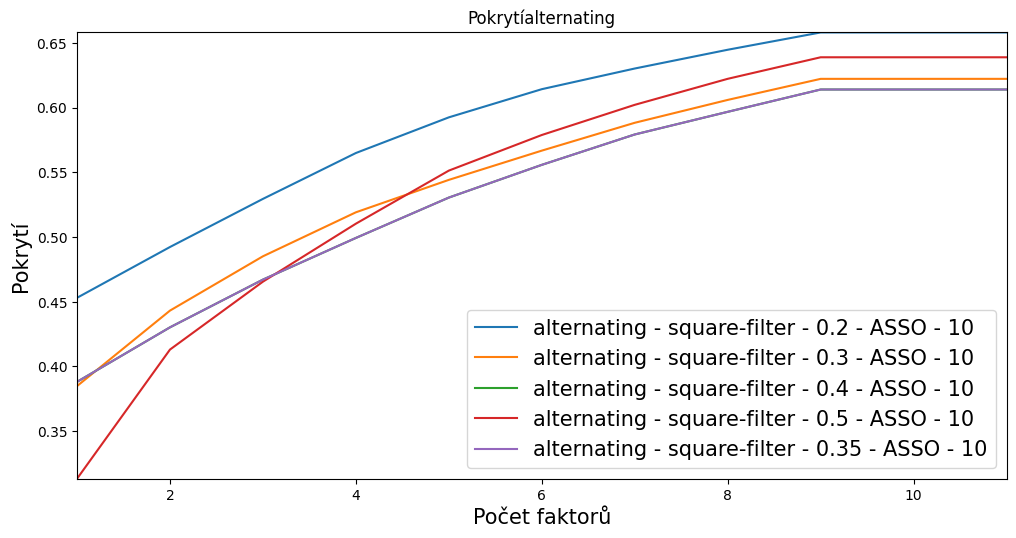 Pokrytíalternating
0.65
0.60
0.55
0.50
0.45
0.40
0.35
Pokrytí
alternating - square-filter - 0.2 - ASSO - 10
alternating - square-filter - 0.3 - ASSO - 10
alternating - square-filter - 0.4 - ASSO - 10
alternating - square-filter - 0.5 - ASSO - 10
alternating - square-filter - 0.35 - ASSO - 10
2 4 6 8 10
Počet faktorů